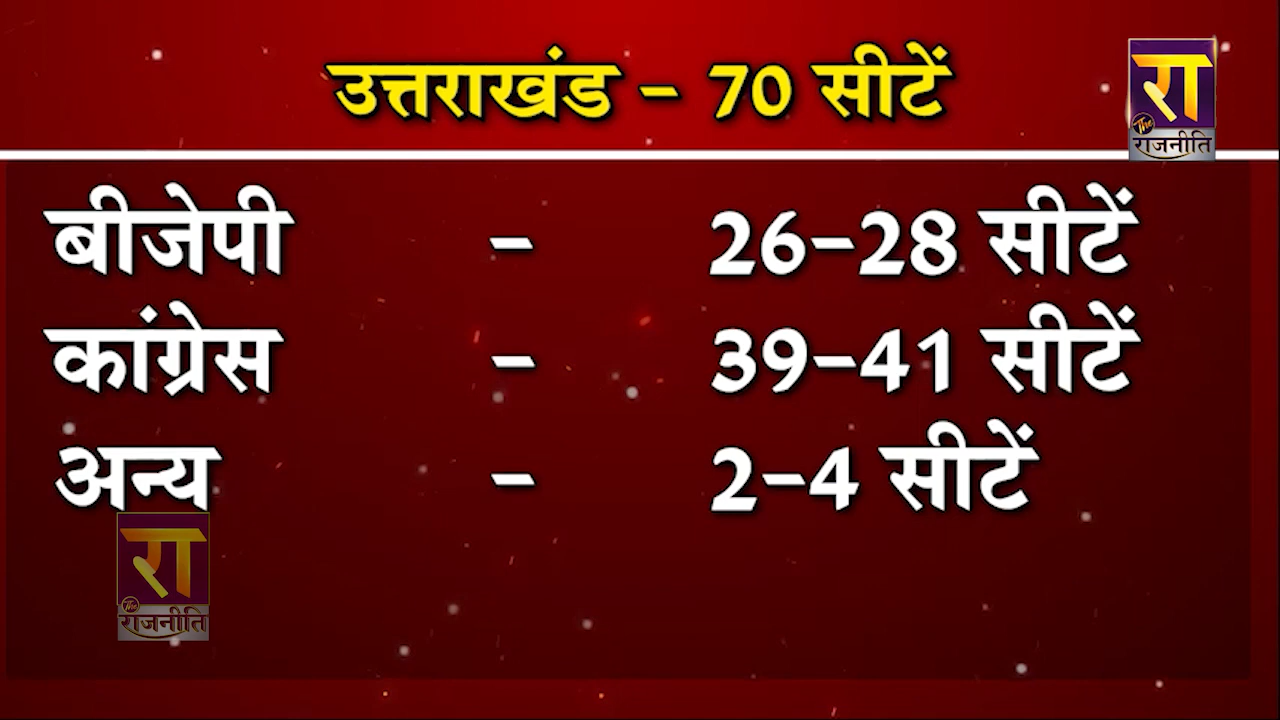 उत्तराखंड - 70 सीटें
रा
The
राजनीति
बीजेपी - 26-28 सीटें
कांग्रेस - 39-41 सीटें
अन्य - 2-4 सीटें
रा
The
राजनीति